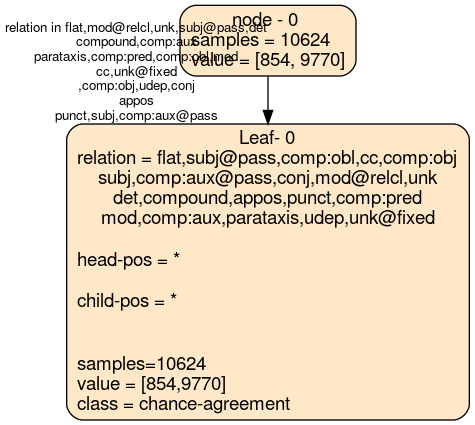 node - 0
samples = 10624
value = [854, 9770]
relation in flat,mod@relcl,unk,subj@pass,det
compound,comp:aux
parataxis,comp:pred,comp:obl,mod
cc,unk@fixed
,comp:obj,udep,conj
appos
punct,subj,comp:aux@pass
Leaf- 0
relation = flat,subj@pass,comp:obl,cc,comp:obj
subj,comp:aux@pass,conj,mod@relcl,unk
det,compound,appos,punct,comp:pred
mod,comp:aux,parataxis,udep,unk@fixed
head-pos = *
child-pos = *
samples=10624
value = [854,9770]
class = chance-agreement